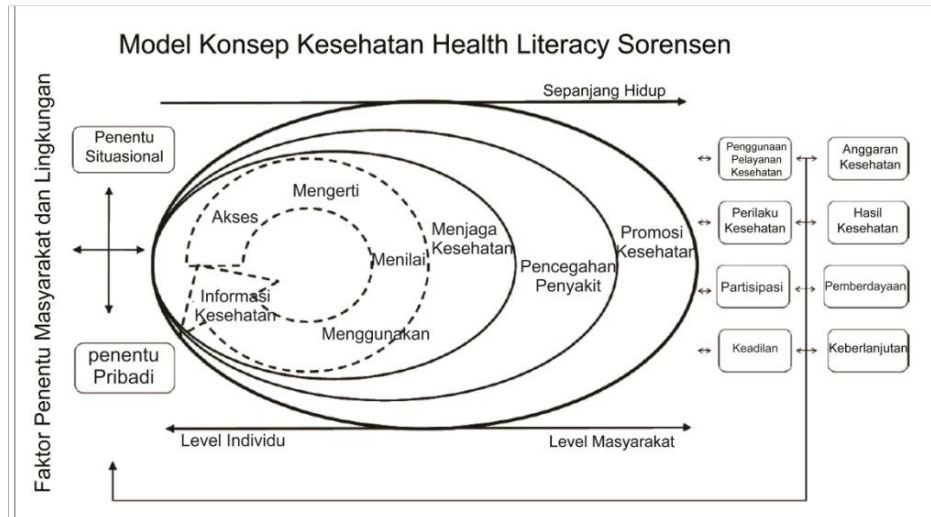 Model Konsep Kesehatan Health Literacy Sorensen
Faktor Penentu Masyarakat dan Lingkungan
Sepanjang Hidup
Penentu
Situasional
penentu
Pribadi
Akses
Mengerti
Menilai
Informasi
Kesehatan
Menggunakan
Menjaga
Kesehatan
Pencegahan
Penyakit
Promosi
Kesehatan
Level Individu
Level Masyarakat
Penggunaan
Pelayanan
Kesehatan
Anggaran
Kesehatan
Perilaku
Kesehatan
Hasil
Kesehatan
Partisipasi
Pemberdayaan
Keadilan
Keberlanjutan